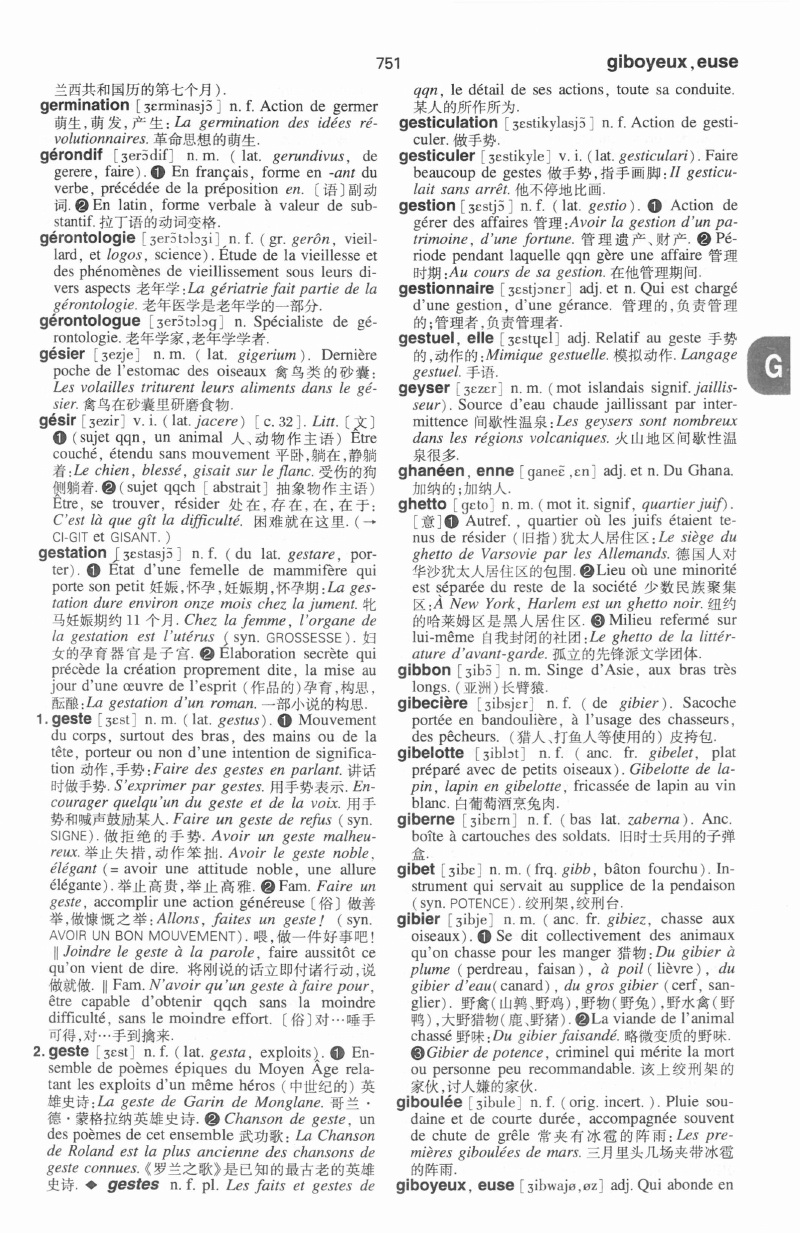 751
giboyeux,euse
兰西共和国历的第七个月).
germination [ʒɛrminasjɔ̃] n. f. Action de germer
萌生,萌发,产生: La germination des idées ré-
volutionnaires. 革命思想的萌生.
gérondif [ʒerɔ̃dif] n. m. (lat. gerundivus, de
gerere, faire). ❶ En français, forme en -ant du
verbe, précédée de la préposition en. [语]副动
词. ❷ En latin, forme verbale à valeur de sub-
stantif. 拉丁语的动词变格.
gérontologie [ʒerɔ̃tɔlɔʒi] n. f. (gr. gerôn, vieil-
lard, et logos, science). Étude de la vieillesse et
des phénomènes de vieillissement sous leurs di-
vers aspects 老年学:La gériatrie fait partie de la
gérontologie. 老年医学是老年学的一部分.
gérontologue [ʒerɔ̃tɔlɔg] n. Spécialiste de gé-
rontologie. 老年学家,老年学学者.
gésier [ʒezje] n. m. (lat. gigerium). Dernière
poche de l'estomac des oiseaux 禽鸟类的砂囊:
Les volailles triturent leurs aliments dans le gé-
sier. 禽鸟在砂囊里研磨食物.
gésir [ʒezir] v. i. (lat. jacere) [c. 32]. Litt. [文]
❶ (sujet qqn, un animal 人、动物作主语) Être
couché, étendu sans mouvement 平卧,躺在,静躺
着:Le chien, blessé, gisait sur le flanc. 受伤的狗
侧躺着. ❷ (sujet qqch [abstrait] 抽象物作主语)
Être, se trouver, résider 处在,存在,在,在于:
C'est là que gît la difficulté. 困难就在这里. (→
CI-GIT et GISANT.)
gestation [ʒɛstasjɔ̃] n. f. (du lat. gestare, por-
ter). ❶ État d'une femelle de mammifère qui
porte son petit 妊娠,怀孕,妊娠期,怀孕期:La ges-
tation dure environ onze mois chez la jument. 牝
马妊娠期约 11 个月. Chez la femme, l'organe de
la gestation est l'utérus (syn. GROSSESSE). 妇
女的孕育器官是子宫. ❷ Élaboration secrète qui
précède la création proprement dite, la mise au
jour d'une œuvre de l'esprit (作品的)孕育,构思,
酝酿:La gestation d'un roman. 一部小说的构思.
1. geste [ʒɛst] n. m. (lat. gestus). ❶ Mouvement
du corps, surtout des bras, des mains ou de la
tête, porteur ou non d'une intention de significa-
tion 动作,手势:Faire des gestes en parlant. 讲话
时做手势. S'exprimer par gestes. 用手势表示. En-
courager quelqu'un du geste et de la voix. 用手
势和喊声鼓励某人. Faire un geste de refus (syn.
SIGNE). 做拒绝的手势. Avoir un geste malheu-
reux. 举止失措,动作笨拙. Avoir le geste noble,
élégant (= avoir une attitude noble, une allure
élégante). 举止高贵,举止高雅. ❷ Fam. Faire un
geste, accomplir une action généreuse [俗] 做善
举,做慷慨之举: Allons, faites un geste! (syn.
AVOIR UN BON MOUVEMENT). 喂,做一件好事吧!
‖ Joindre le geste à la parole, faire aussitôt ce
qu'on vient de dire. 将刚说的话立即付诸行动,说
做就做. ‖ Fam. N'avoir qu'un geste à faire pour,
être capable d'obtenir qqch sans la moindre
difficulté, sans le moindre effort. [俗]对…唾手
可得,对…手到擒来.
2. geste [ʒɛst] n. f. (lat. gesta, exploits). ❶ En-
semble de poèmes épiques du Moyen Âge rela-
tant les exploits d'un même héros (中世纪的) 英
雄史诗:La geste de Garin de Monglane. 哥兰·
德·蒙格拉纳英雄史诗. ❷ Chanson de geste, un
des poèmes de cet ensemble 武功歌: La Chanson
de Roland est la plus ancienne des chansons de
geste connues.《罗兰之歌》是已知的最古老的英雄
史诗. ◆ gestes n. f. pl. Les faits et gestes de
qqn, le détail de ses actions, toute sa conduite.
某人的所作所为.
gesticulation [ʒɛstikylasjɔ̃] n. f. Action de gesti-
culer. 做手势.
gesticuler [ʒɛstikyle] v. i. (lat. gesticulari). Faire
beaucoup de gestes 做手势,指手画脚:Il gesticu-
lait sans arrêt. 他不停地比画.
gestion [ʒɛstjɔ̃] n. f. (lat. gestio). ❶ Action de
gérer des affaires 管理:Avoir la gestion d'un pa-
trimoine, d'une fortune. 管理遗产、财产. ❷ Pé-
riode pendant laquelle qqn gère une affaire 管理
时期:Au cours de sa gestion. 在他管理期间.
gestionnaire [ʒɛstjɔnɛr] adj. et n. Qui est chargé
d'une gestion, d'une gérance. 管理的,负责管理
的;管理者,负责管理者.
gestuel, elle [ʒɛstɥɛl] adj. Relatif au geste 手势
的,动作的:Mimique gestuelle. 模拟动作. Langage
gestuel. 手语.
geyser [ʒɛzɛr] n. m. (mot islandais signif. jaillis-
seur). Source d'eau chaude jaillissant par inter-
mittence 间歇性温泉:Les geysers sont nombreux
dans les régions volcaniques. 火山地区间歇性温
泉很多.
ghanéen, enne [ganeɛ̃,ɛn] adj. et n. Du Ghana.
加纳的;加纳人.
ghetto [gɛto] n. m. (mot it. signif, quartier juif).
[意]❶ Autref. , quartier où les juifs étaient te-
nus de résider (旧指)犹太人居住区:Le siège du
ghetto de Varsovie par les Allemands. 德国人对
华沙犹太人居住区的包围. ❷Lieu où une minorité
est séparée du reste de la société 少数民族聚集
区:À New York, Harlem est un ghetto noir. 纽约
的哈莱姆区是黑人居住区. ❸ Milieu refermé sur
lui-même 自我封闭的社团:Le ghetto de la littér-
ature d'avant-garde. 孤立的先锋派文学团体.
gibbon [ʒibɔ̃] n. m. Singe d'Asie, aux bras très
longs. (亚洲)长臂猿.
gibecière [ʒibsjɛr] n. f. (de gibier). Sacoche
portée en bandoulière, à l'usage des chasseurs,
des pêcheurs. (猎人、打鱼人等使用的) 皮挎包.
gibelotte [ʒiblɔt] n. f. (anc. fr. gibelet, plat
préparé avec de petits oiseaux). Gibelotte de la-
pin, lapin en gibelotte, fricassée de lapin au vin
blanc. 白葡萄酒烹兔肉.
giberne [ʒibɛrn] n. f. (bas lat. zaberna). Anc.
boîte à cartouches des soldats. 旧时士兵用的子弹
盒.
gibet [ʒibɛ] n. m. (frq. gibb, bâton fourchu). In-
strument qui servait au supplice de la pendaison
(syn. POTENCE). 绞刑架,绞刑台.
gibier [ʒibje] n. m. (anc. fr. gibiez, chasse aux
oiseaux). ❶ Se dit collectivement des animaux
qu'on chasse pour les manger 猎物:Du gibier à
plume (perdreau, faisan), à poil (lièvre), du
gibier d'eau(canard), du gros gibier (cerf, san-
glier). 野禽(山鹑、野鸡),野物(野兔),野水禽(野
鸭),大野猎物(鹿、野猪). ❷La viande de l'animal
chassé 野味:Du gibier faisandé. 略微变质的野味.
❸Gibier de potence, criminel qui mérite la mort
ou personne peu recommandable. 该上绞刑架的
家伙,讨人嫌的家伙.
giboulée [ʒibule] n. f. (orig. incert. ). Pluie sou-
daine et de courte durée, accompagnée souvent
de chute de grêle 常夹有冰雹的阵雨: Les pre-
mières giboulées de mars. 三月里头几场夹带冰雹
的阵雨.
giboyeux, euse [ʒibwajø,øz] adj. Qui abonde en
G